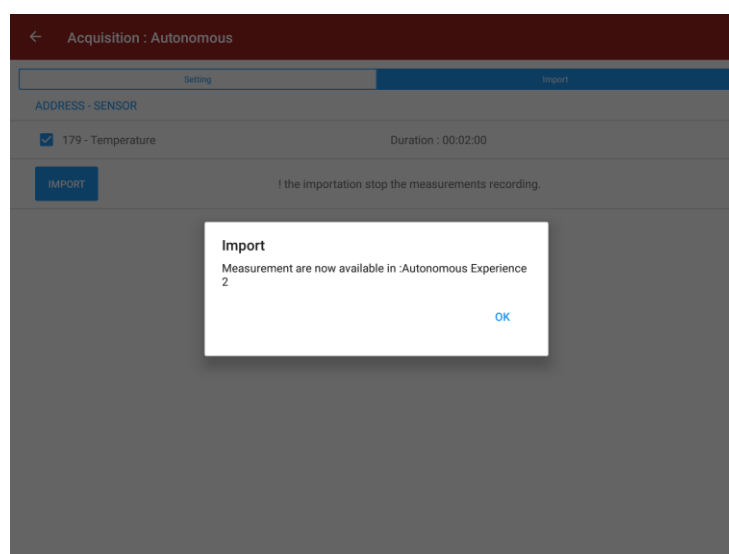 Acquisition : Autonomous
Setting
Import
ADDRESS - SENSOR
179 - Temperature
Duration : 00:02:00
IMPORT
! the importation stop the measurements recording.
Import
Measurement are now available in :Autonomous Experience
2
OK